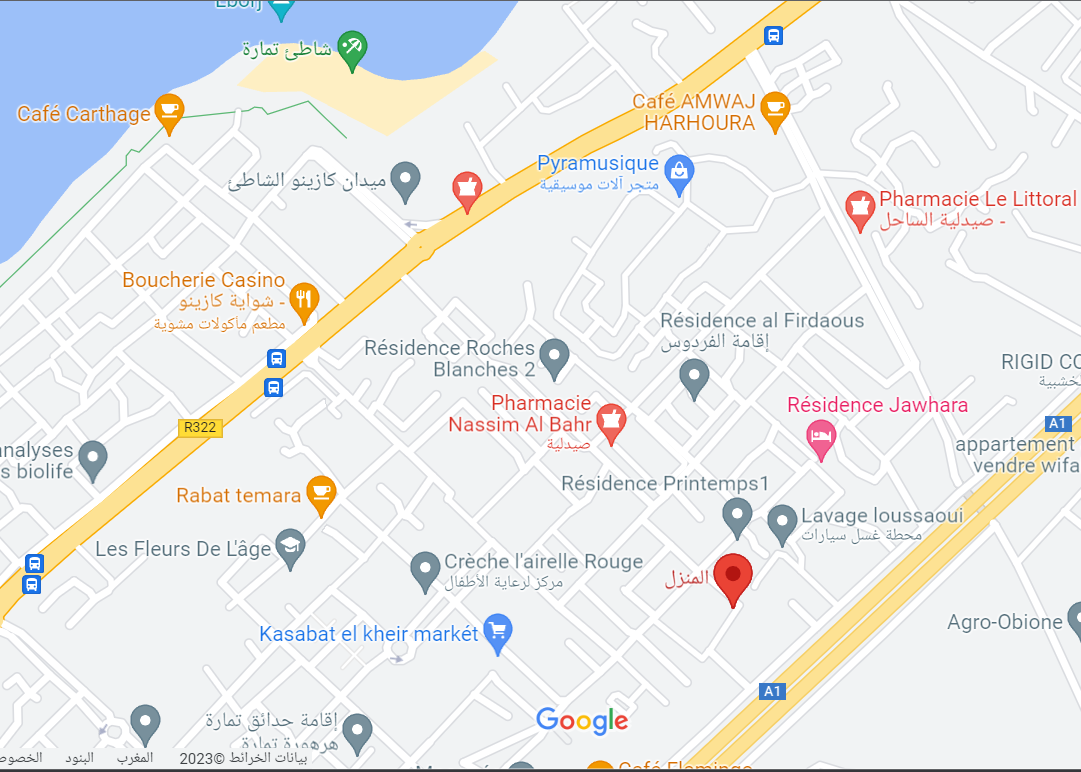 Eborj
شاطئ تمارة
Café Carthage
Café AMWAJ
HARHOURA
Pyramusique
متجر آلات موسيقية
ميدان كازينو الشاطئ
Pharmacie Le Littoral
- صيدلية الساحل
Boucherie Casino
- شواية كازينو
مطعم مأكولات مشوية
Résidence al Firdaous
إقامة الفردوس
Résidence Roches
Blanches 2
RIGID CO
خشبية
Pharmacie
Nassim Al Bahr
صيدلية
Résidence Jawhara
R322
A1
appartement
vendre wifa
analyses
s biolife
Résidence Printemps1
Rabat temara
Lavage loussaoui
محطة غسل سيارات
Les Fleurs De L'âge
Crèche l'airelle Rouge
مركز لرعاية الأطفال
المنزل
Agro-Obione
Kasabat el kheir markét
A1
إقامة حدائق تمارة
هرهورة تمارة
Google
بيانات الخرائط ©2023
المغرب
البنود
الخصوص
Café Flamingo